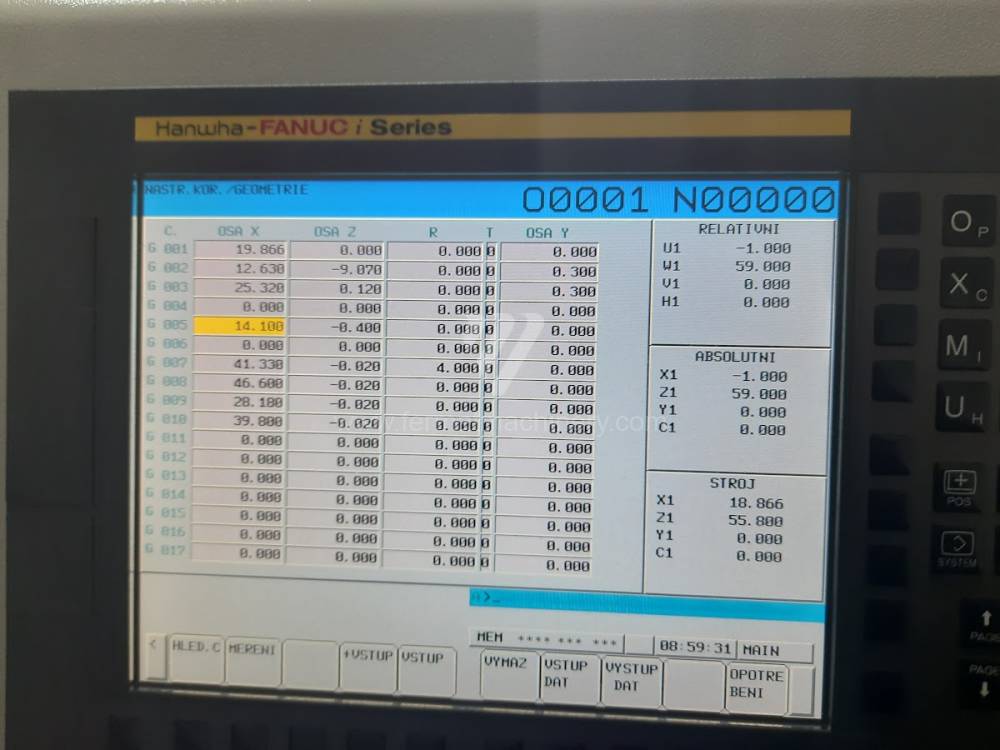 Hanwha-FANUC i Series
NASTR.KOR./GEOMETRIE O0001 N00000
C. OSA X OSA Z R T OSA Y
G 001 19.866 0.000 0.000 0 0.000
G 002 12.630 -9.070 0.000 0 0.300
G 003 25.320 0.120 0.000 0 0.300
G 004 0.000 0.000 0.000 0 0.000
G 005 14.100 -0.400 0.000 0 0.000
G 006 0.000 0.000 0.000 0 0.000
G 007 41.330 -0.020 4.000 0 0.000
G 008 46.600 -0.020 0.000 0 0.000
G 009 28.180 -0.020 0.000 0 0.000
G 010 39.800 -0.020 0.000 0 0.000
G 011 0.000 0.000 0.000 0 0.000
G 012 0.000 0.000 0.000 0 0.000
G 013 0.000 0.000 0.000 0 0.000
G 014 0.000 0.000 0.000 0 0.000
G 015 0.000 0.000 0.000 0 0.000
G 016 0.000 0.000 0.000 0 0.000
G 017 0.000 0.000 0.000 0 0.000
RELATIVNI
U1 -1.000
W1 59.000
V1 0.000
H1 0.000
ABSOLUTNI
X1 -1.000
Z1 59.000
Y1 0.000
C1 0.000
STROJ
X1 18.866
Z1 55.800
Y1 0.000
C1 0.000
A>_
MEM **** *** *** 08:59:31 MAIN
< HLED.C MERENI +VSTUP VSTUP
VYMAZ VSTUP DAT VYSTUP DAT OPOTRE BENI
O P
X C
M I
U H
POS
SYSTEM
PAGE
PAGE